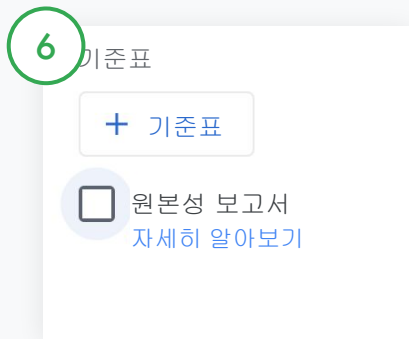 6
기준표
+ 기준표
원본성 보고서
자세히 알아보기